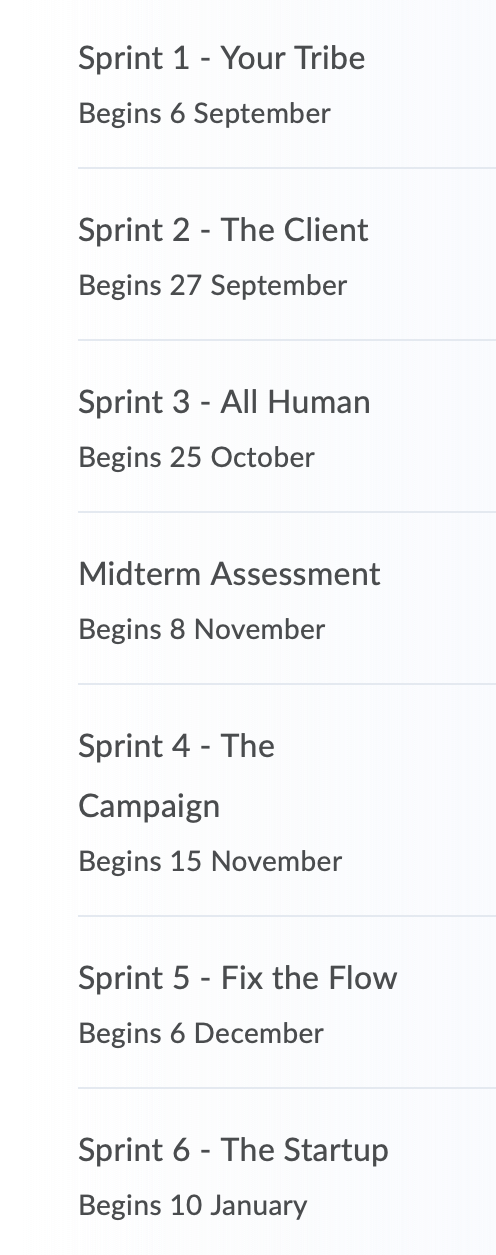 Sprint 1 - Your Tribe
Begins 6 September
Sprint 2 - The Client
Begins 27 September
Sprint 3 - All Human
Begins 25 October
Midterm Assessment
Begins 8 November
Sprint 4 - The
Campaign
Begins 15 November
Sprint 5 - Fix the Flow
Begins 6 December
Sprint 6 - The Startup
Begins 10 January